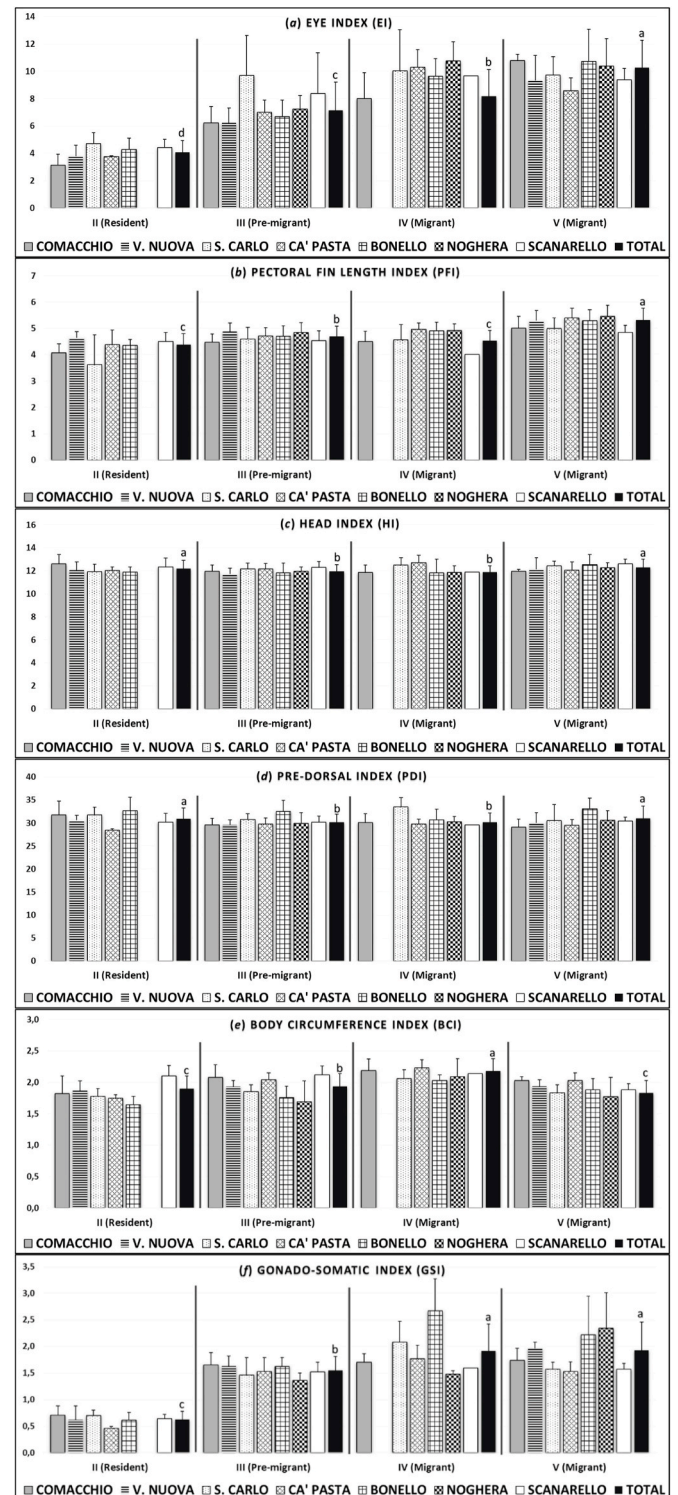 (a) EYE INDEX (EI)
14
12
10
8
6
4
2
0
d
c
b
a
II (Resident) III (Pre-migrant) IV (Migrant) V (Migrant)
COMACCHIO V. NUOVA S. CARLO CA' PASTA BONELLO NOGHERA SCANARELLO TOTAL
(b) PECTORAL FIN LENGTH INDEX (PFI)
7
6
5
4
3
2
1
0
c
b
c
a
II (Resident) III (Pre-migrant) IV (Migrant) V (Migrant)
COMACCHIO V. NUOVA S. CARLO CA' PASTA BONELLO NOGHERA SCANARELLO TOTAL
(c) HEAD INDEX (HI)
16
14
12
10
8
6
4
2
0
a
b
b
a
II (Resident) III (Pre-migrant) IV (Migrant) V (Migrant)
COMACCHIO V. NUOVA S. CARLO CA' PASTA BONELLO NOGHERA SCANARELLO TOTAL
(d) PRE-DORSAL INDEX (PDI)
40
35
30
25
20
15
10
5
0
a
b
b
a
II (Resident) III (Pre-migrant) IV (Migrant) V (Migrant)
COMACCHIO V. NUOVA S. CARLO CA' PASTA BONELLO NOGHERA SCANARELLO TOTAL
(e) BODY CIRCUMFERENCE INDEX (BCI)
3,0
2,5
2,0
1,5
1,0
0,5
0,0
c
b
a
c
II (Resident) III (Pre-migrant) IV (Migrant) V (Migrant)
COMACCHIO V. NUOVA S. CARLO CA' PASTA BONELLO NOGHERA SCANARELLO TOTAL
(f) GONADO-SOMATIC INDEX (GSI)
3,5
3,0
2,5
2,0
1,5
1,0
0,5
0,0
c
b
a
a
II (Resident) III (Pre-migrant) IV (Migrant) V (Migrant)
COMACCHIO V. NUOVA S. CARLO CA' PASTA BONELLO NOGHERA SCANARELLO TOTAL